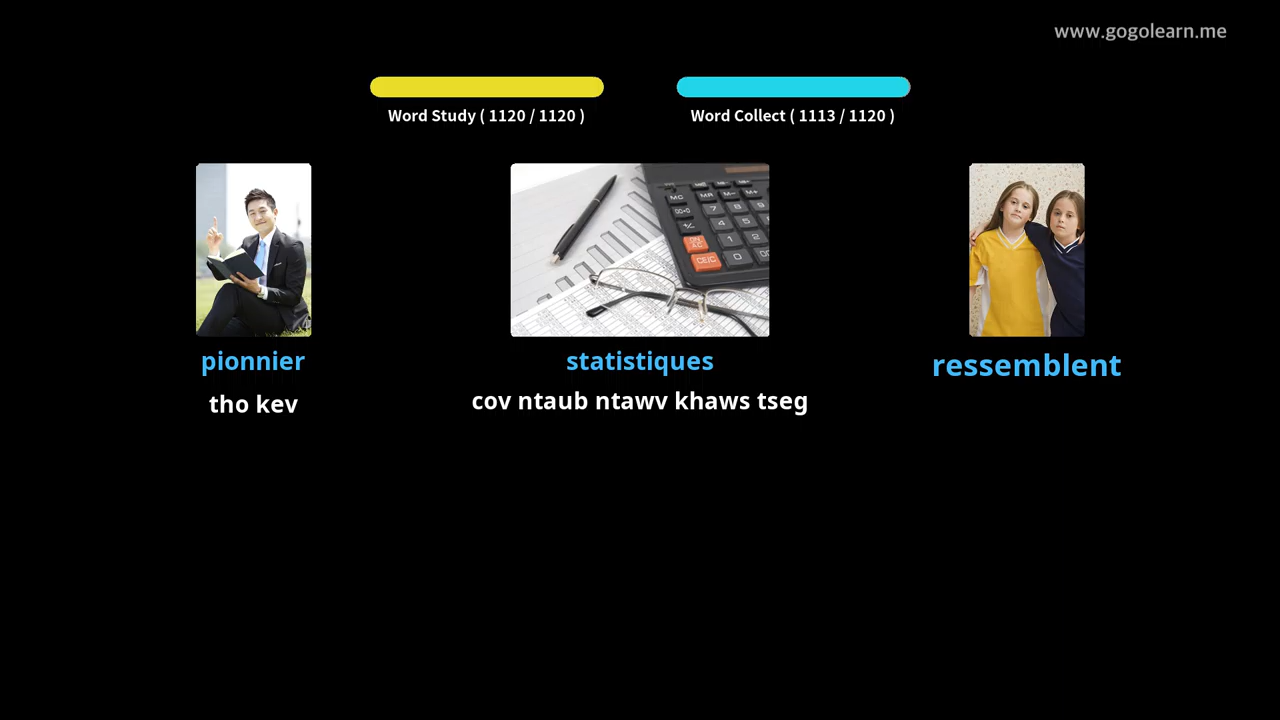 www.gogolearn.me
Word Study ( 1120 / 1120 )
Word Collect ( 1113 / 1120 )
pionnier
statistiques
ressemblent
tho kev
cov ntaub ntawv khaws tseg